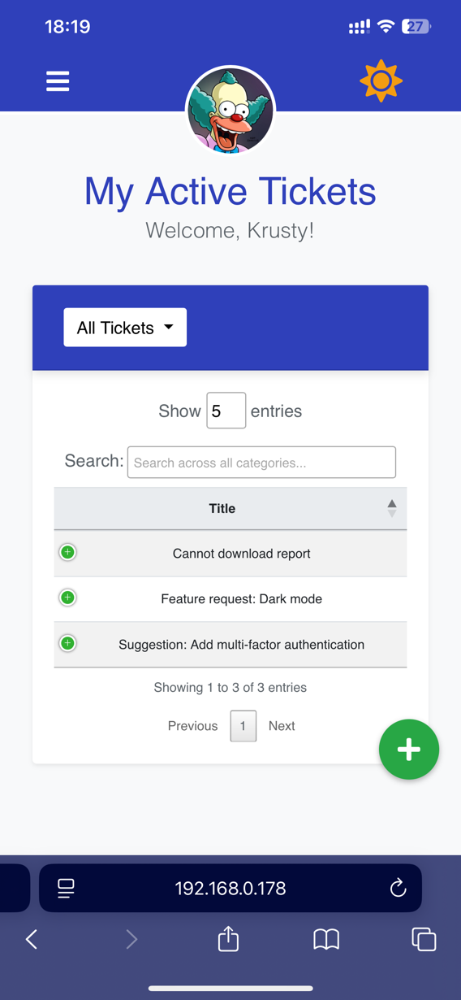 18:19
27
My Active Tickets
Welcome, Krusty!
All Tickets
Show 5 entries
Search: Search across all categories...
Title
Cannot download report
Feature request: Dark mode
Suggestion: Add multi-factor authentication
Showing 1 to 3 of 3 entries
Previous 1 Next
192.168.0.178